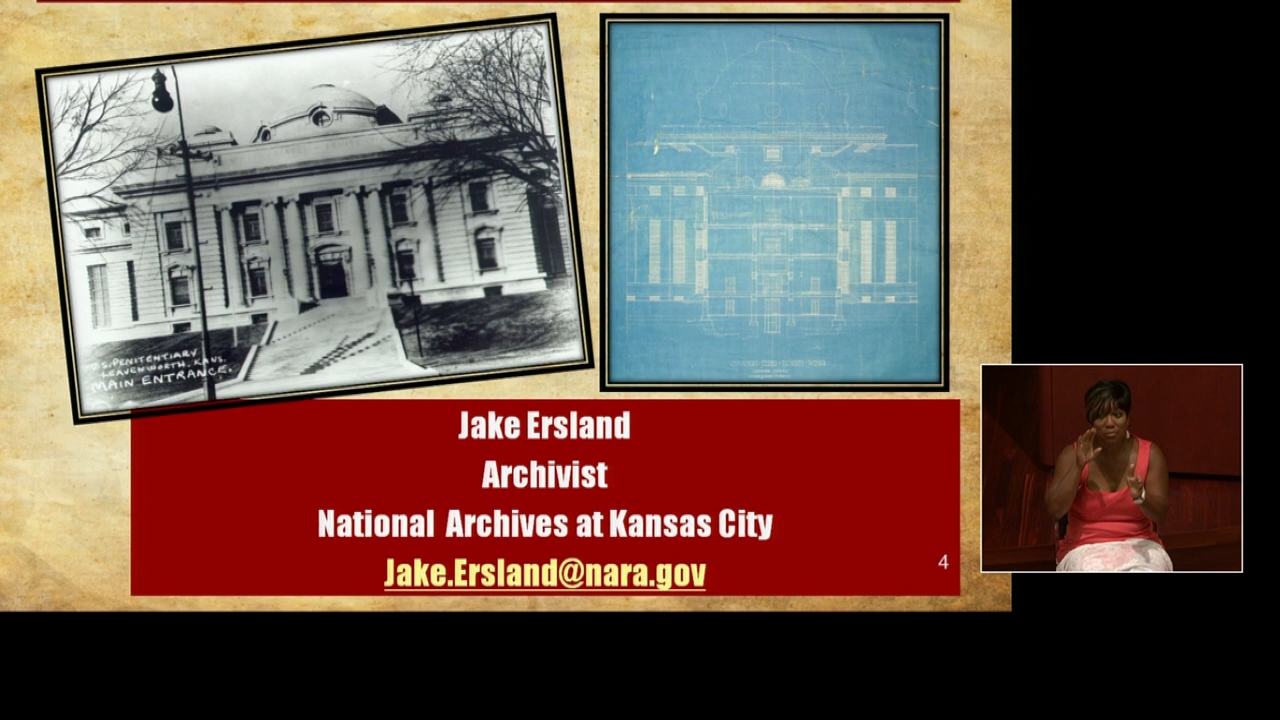 U.S. PENITENTIARY
LEAVENWORTH, KANS.
MAIN ENTRANCE.
Jake Ersland
Archivist
National Archives at Kansas City
Jake.Ersland@nara.gov
4